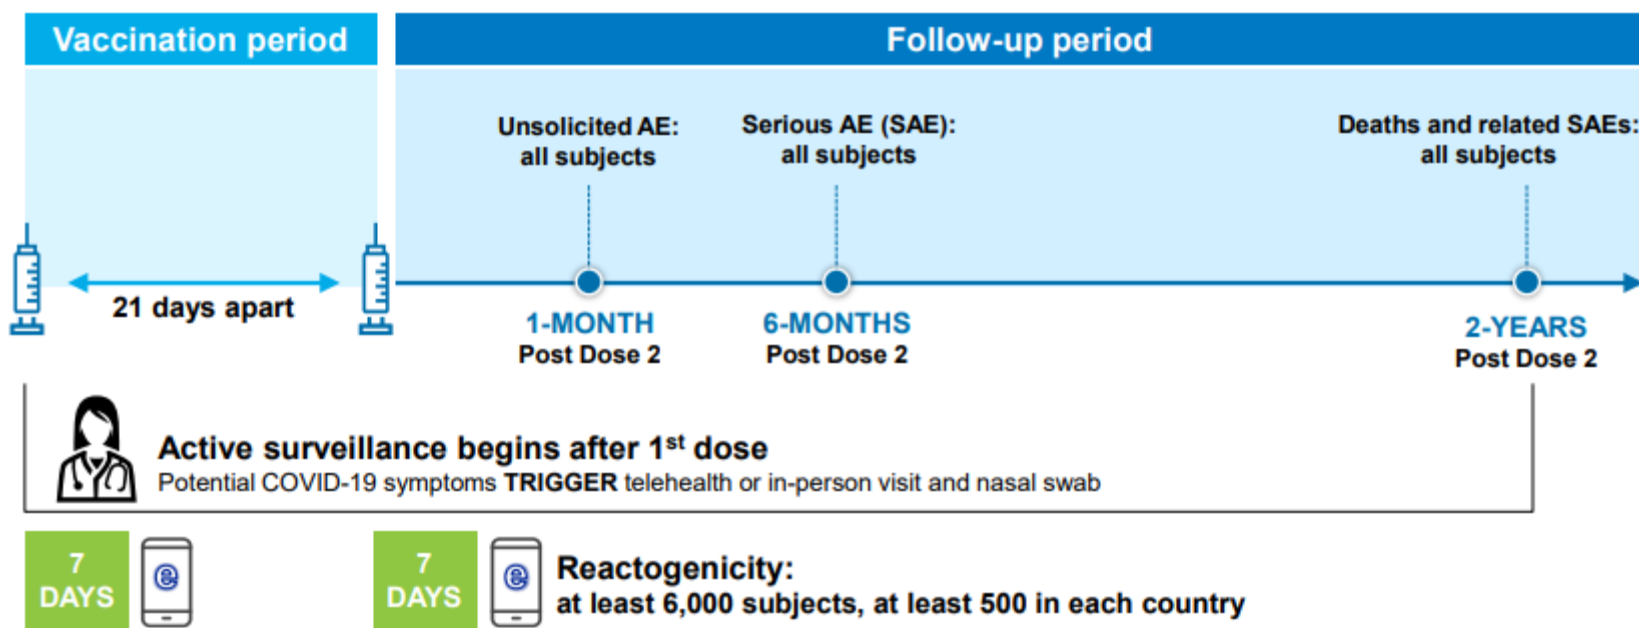 Vaccination period
Follow-up period
Unsolicited AE:
all subjects
Serious AE (SAE):
all subjects
Deaths and related SAEs:
all subjects
21 days apart
1-MONTH
Post Dose 2
6-MONTHS
Post Dose 2
2-YEARS
Post Dose 2
Active surveillance begins after 1st dose
Potential COVID-19 symptoms TRIGGER telehealth or in-person visit and nasal swab
7
DAYS
e
7
DAYS
e
Reactogenicity:
at least 6,000 subjects, at least 500 in each country